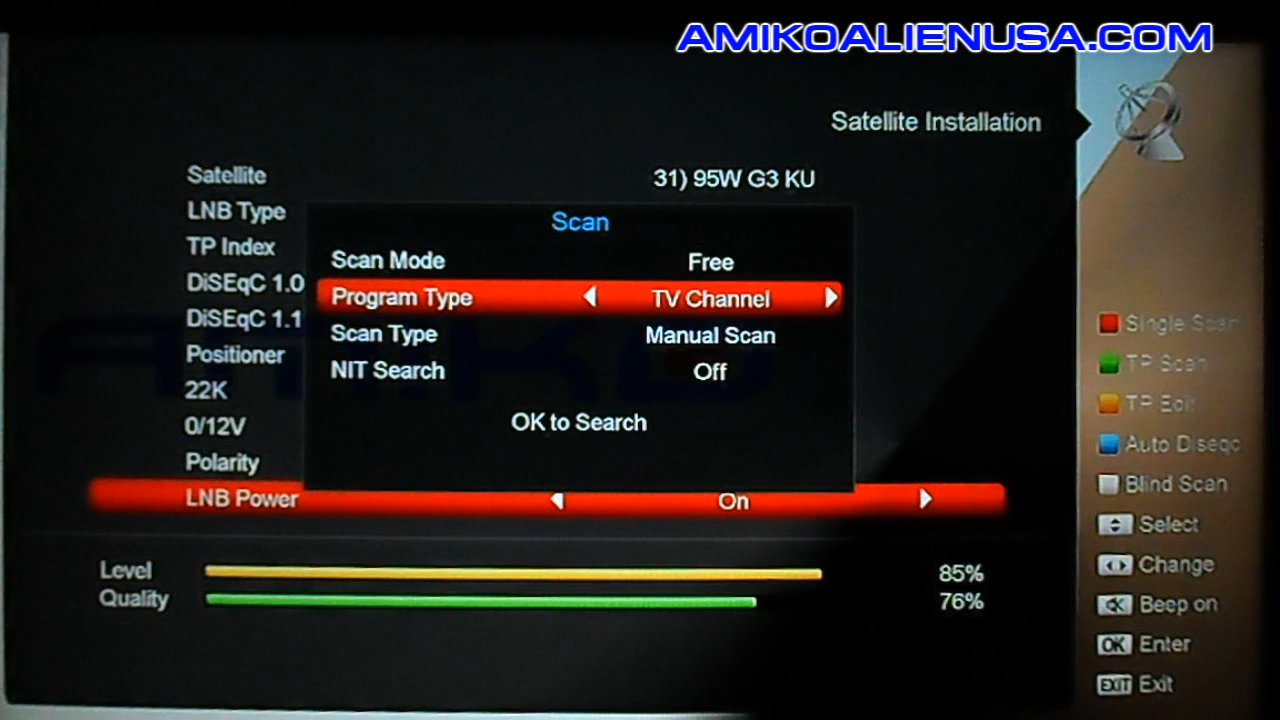 AMIKOALIENUSA.COM
Satellite Installation
Satellite 31) 95W G3 KU
LNB Type
TP Index
DiSEqC 1.0
DiSEqC 1.1
Positioner
22K
0/12V
Polarity
LNB Power On
Scan
Scan Mode Free
Program Type TV Channel
Scan Type Manual Scan
NIT Search Off
OK to Search
Level 85%
Quality 76%
Single Scan
TP Scan
TP Edit
Auto Diseqc
Blind Scan
Select
Change
Beep on
OK Enter
EXIT Exit